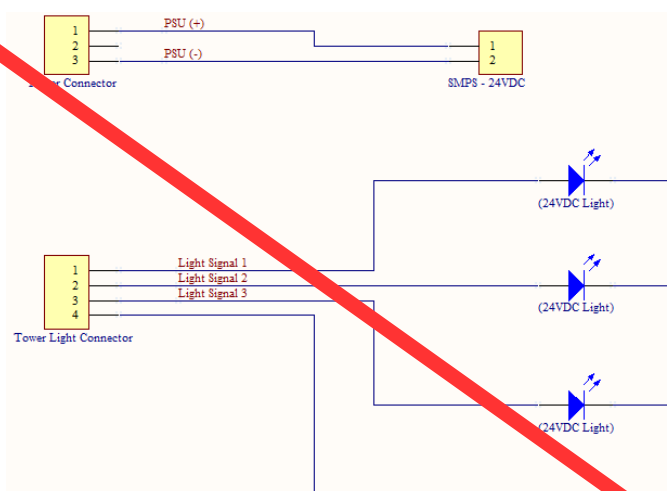 1
PSU (+)
2
3
PSU (-)
Connector
1
2
SMPS - 24VDC
(24VDC Light)
1
Light Signal 1
2
Light Signal 2
3
Light Signal 3
4
Tower Light Connector
(24VDC Light)
(24VDC Light)